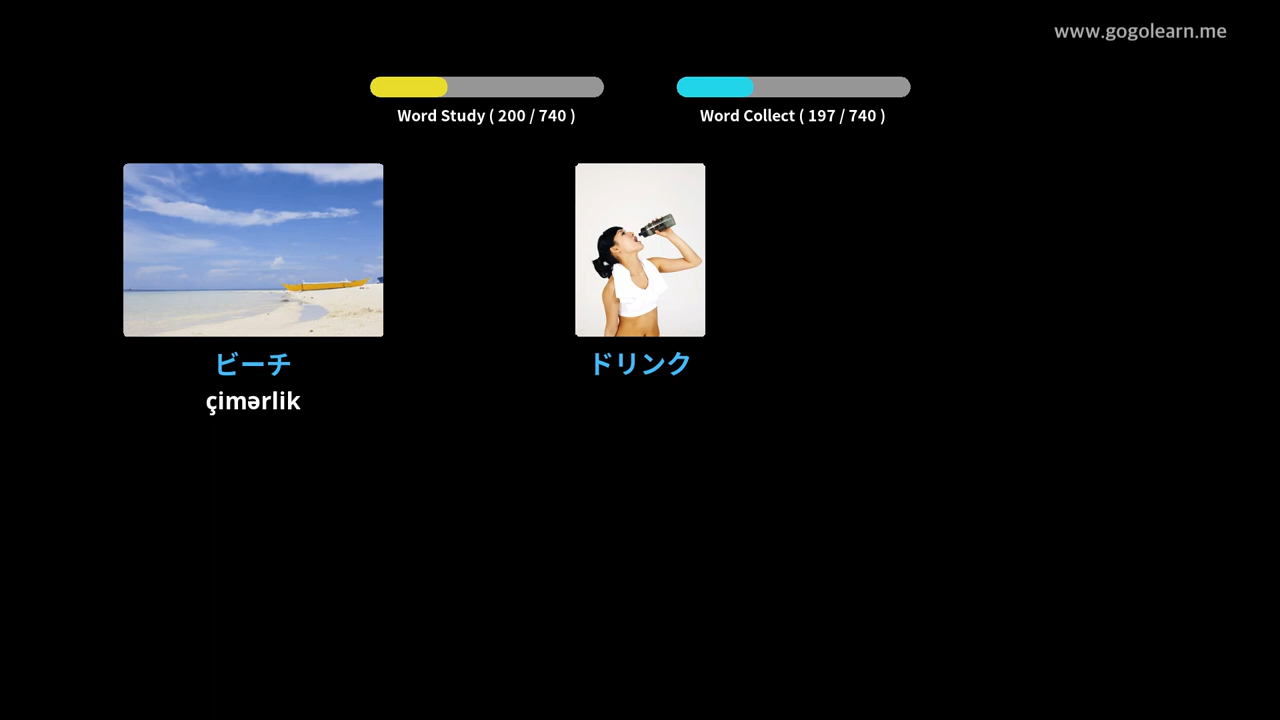 www.gogolearn.me
Word Study ( 200 / 740 )
Word Collect ( 197 / 740 )
ビーチ
çimərlik
ドリンク